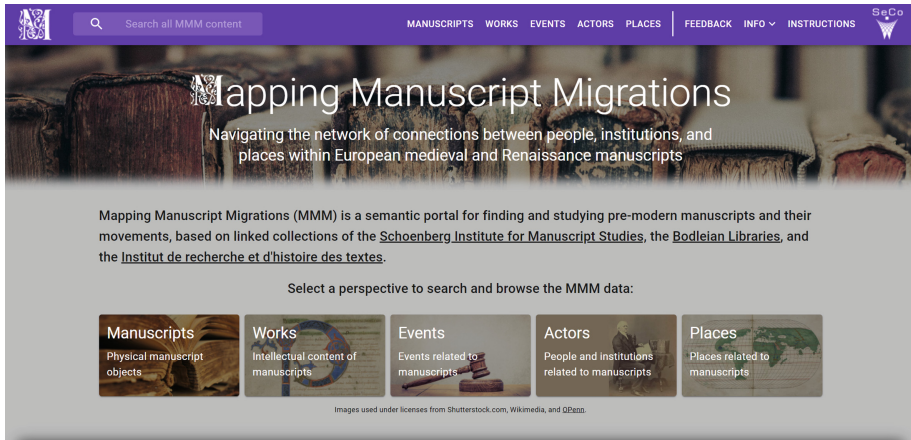 Search all MMM content
MANUSCRIPTS WORKS EVENTS ACTORS PLACES FEEDBACK INFO INSTRUCTIONS
SeCo
Mapping Manuscript Migrations
Navigating the network of connections between people, institutions, and
places within European medieval and Renaissance manuscripts
Mapping Manuscript Migrations (MMM) is a semantic portal for finding and studying pre-modern manuscripts and their
movements, based on linked collections of the Schoenberg Institute for Manuscript Studies, the Bodleian Libraries, and
the Institut de recherche et d'histoire des textes.
Select a perspective to search and browse the MMM data:
Manuscripts
Physical manuscript
objects
Works
Intellectual content of
manuscripts
Events
Events related to
manuscripts
Actors
People and institutions
related to manuscripts
Places
Places related to
manuscripts
Images used under licenses from Shutterstock.com, Wikimedia, and OPenn.